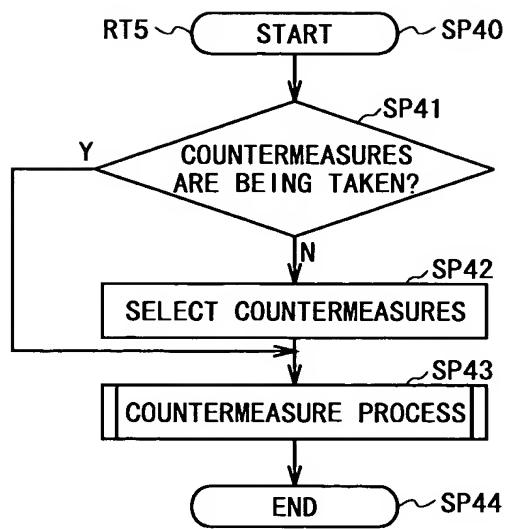 RT5 START SP40
SP41
Y
COUNTERMEASURES
ARE BEING TAKEN?
N
SP42
SELECT COUNTERMEASURES
SP43
COUNTERMEASURE PROCESS
END SP44